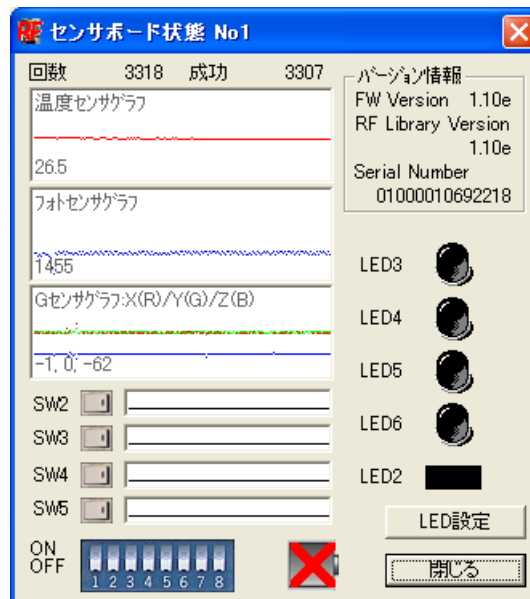 RF センサボード状態 No1
回数 3318 成功 3307
温度センサグラフ
26.5
フォトセンサグラフ
1455
Gセンサグラフ:X(R)/Y(G)/Z(B)
-1, 0, -62
SW2
SW3
SW4
SW5
ON
OFF
1 2 3 4 5 6 7 8
バージョン情報
FW Version 1.10e
RF Library Version
1.10e
Serial Number
01000010692218
LED3
LED4
LED5
LED6
LED2
LED設定
閉じる